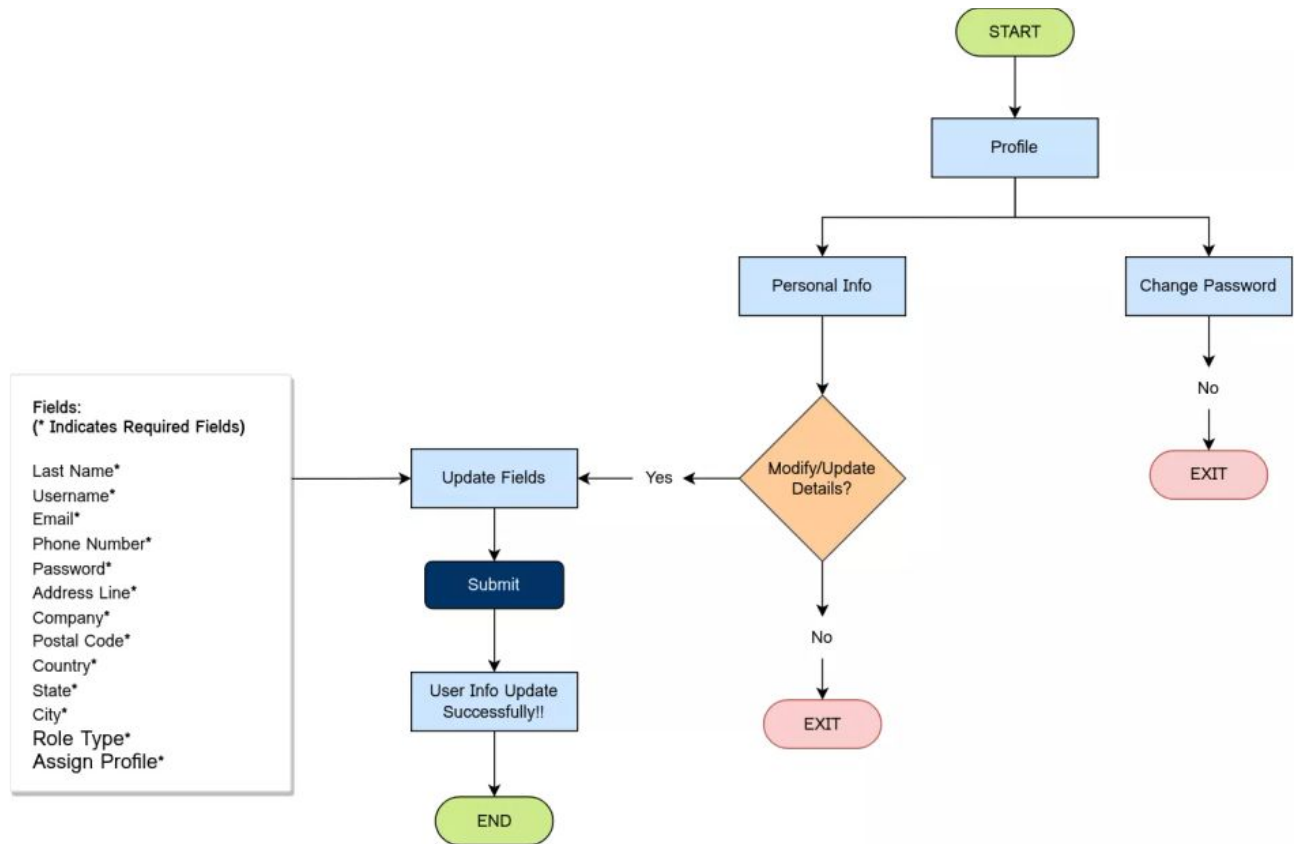 START
Profile
Personal Info
Change Password
No
EXIT
Fields:
(* Indicates Required Fields)
Last Name*
Username*
Email*
Phone Number*
Password*
Address Line*
Company*
Postal Code*
Country*
State*
City*
Role Type*
Assign Profile*
Update Fields
Yes
Modify/Update
Details?
Submit
No
User Info Update
Successfully!!
EXIT
END